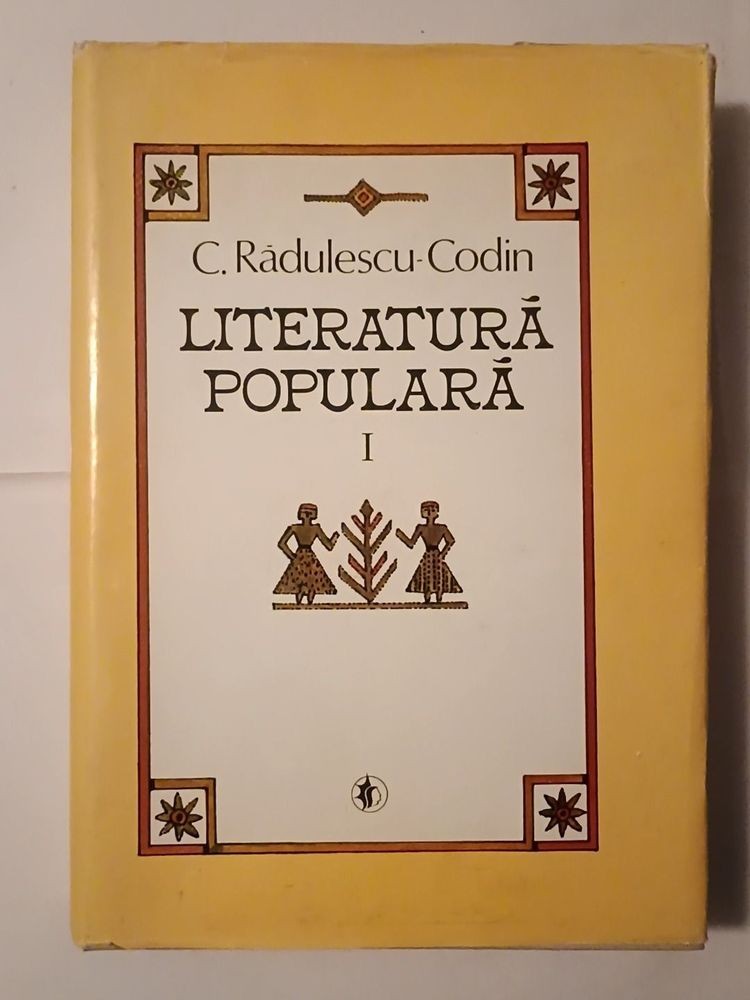 C. Rădulescu-Codin
LITERATURĂ
POPULARĂ
I